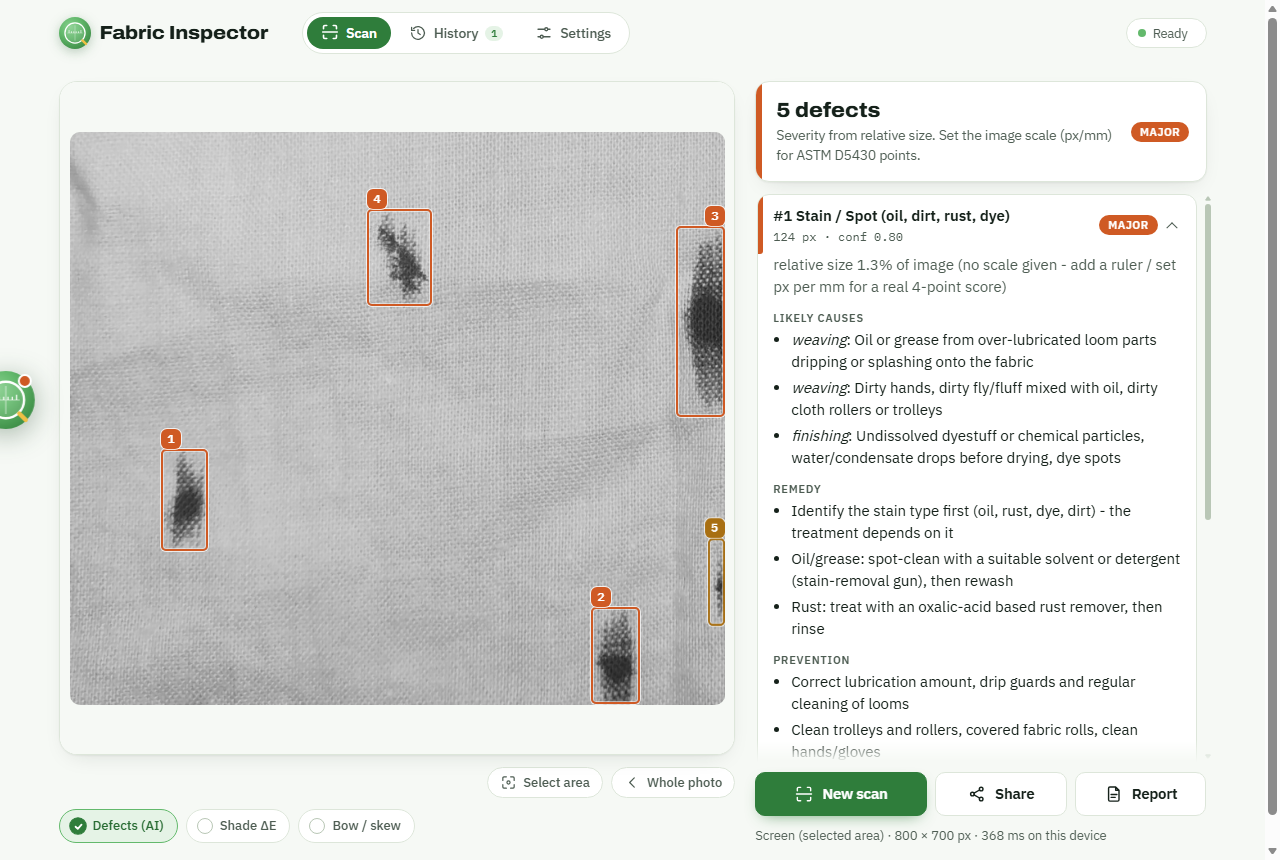 Fabric Inspector
Scan
History 1
Settings
Ready
4
3
1
5
2
5 defects
Severity from relative size. Set the image scale (px/mm)
for ASTM D5430 points.
MAJOR
#1 Stain / Spot (oil, dirt, rust, dye)
124 px · conf 0.80
MAJOR
relative size 1.3% of image (no scale given - add a ruler / set
px per mm for a real 4-point score)
LIKELY CAUSES
• weaving: Oil or grease from over-lubricated loom parts
dripping or splashing onto the fabric
• weaving: Dirty hands, dirty fly/fluff mixed with oil, dirty
cloth rollers or trolleys
• finishing: Undissolved dyestuff or chemical particles,
water/condensate drops before drying, dye spots
REMEDY
• Identify the stain type first (oil, rust, dye, dirt) - the
treatment depends on it
• Oil/grease: spot-clean with a suitable solvent or detergent
(stain-removal gun), then rewash
• Rust: treat with an oxalic-acid based rust remover, then
rinse
PREVENTION
• Correct lubrication amount, drip guards and regular
cleaning of looms
• Clean trolleys and rollers, covered fabric rolls, clean
hands/gloves
Select area
Whole photo
Defects (AI)
Shade ΔE
Bow / skew
New scan
Share
Report
Screen (selected area) · 800 × 700 px · 368 ms on this device